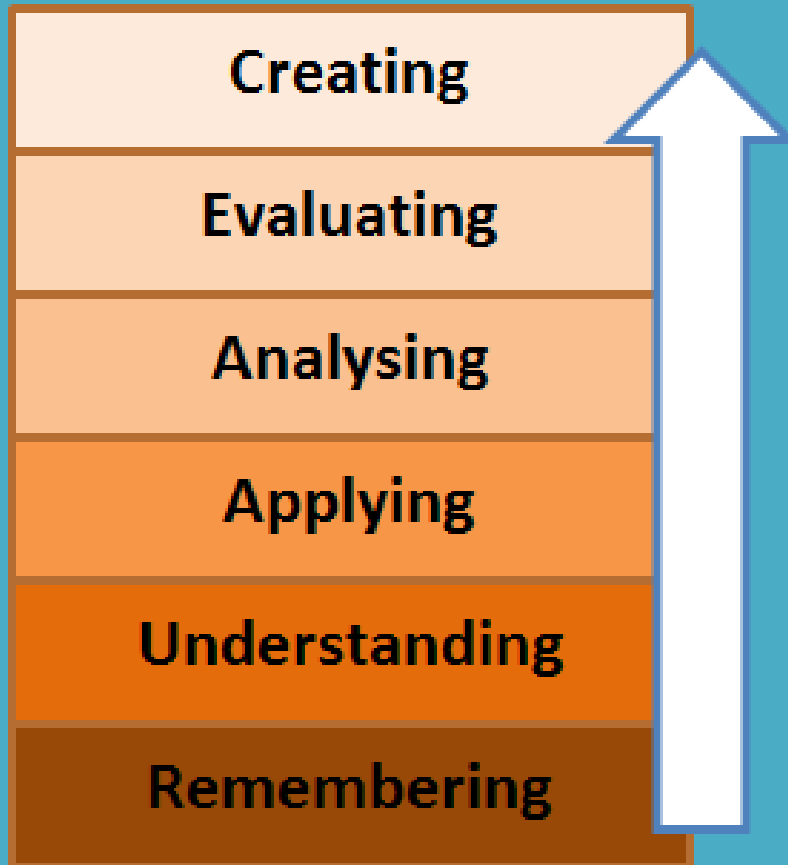 Creating
Evaluating
Analysing
Applying
Understanding
Remembering